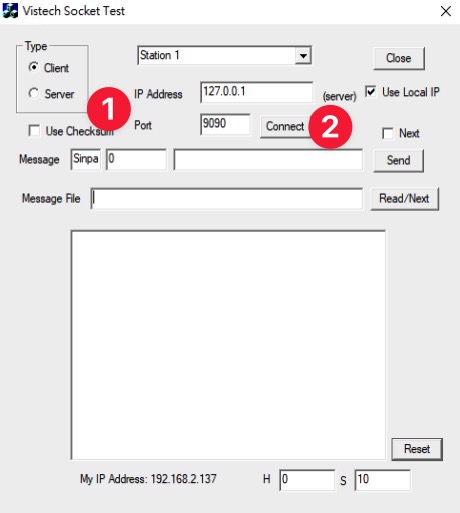 Vistech Socket Test
Type
Client
Server
Station 1
Close
IP Address 127.0.0.1 (server) Use Local IP
1
Use Checksum
Port 9090 Connect 2 Next
Message Sinpa 0 Send
Message File Read/Next
Reset
My IP Address: 192.168.2.137 H 0 S 10